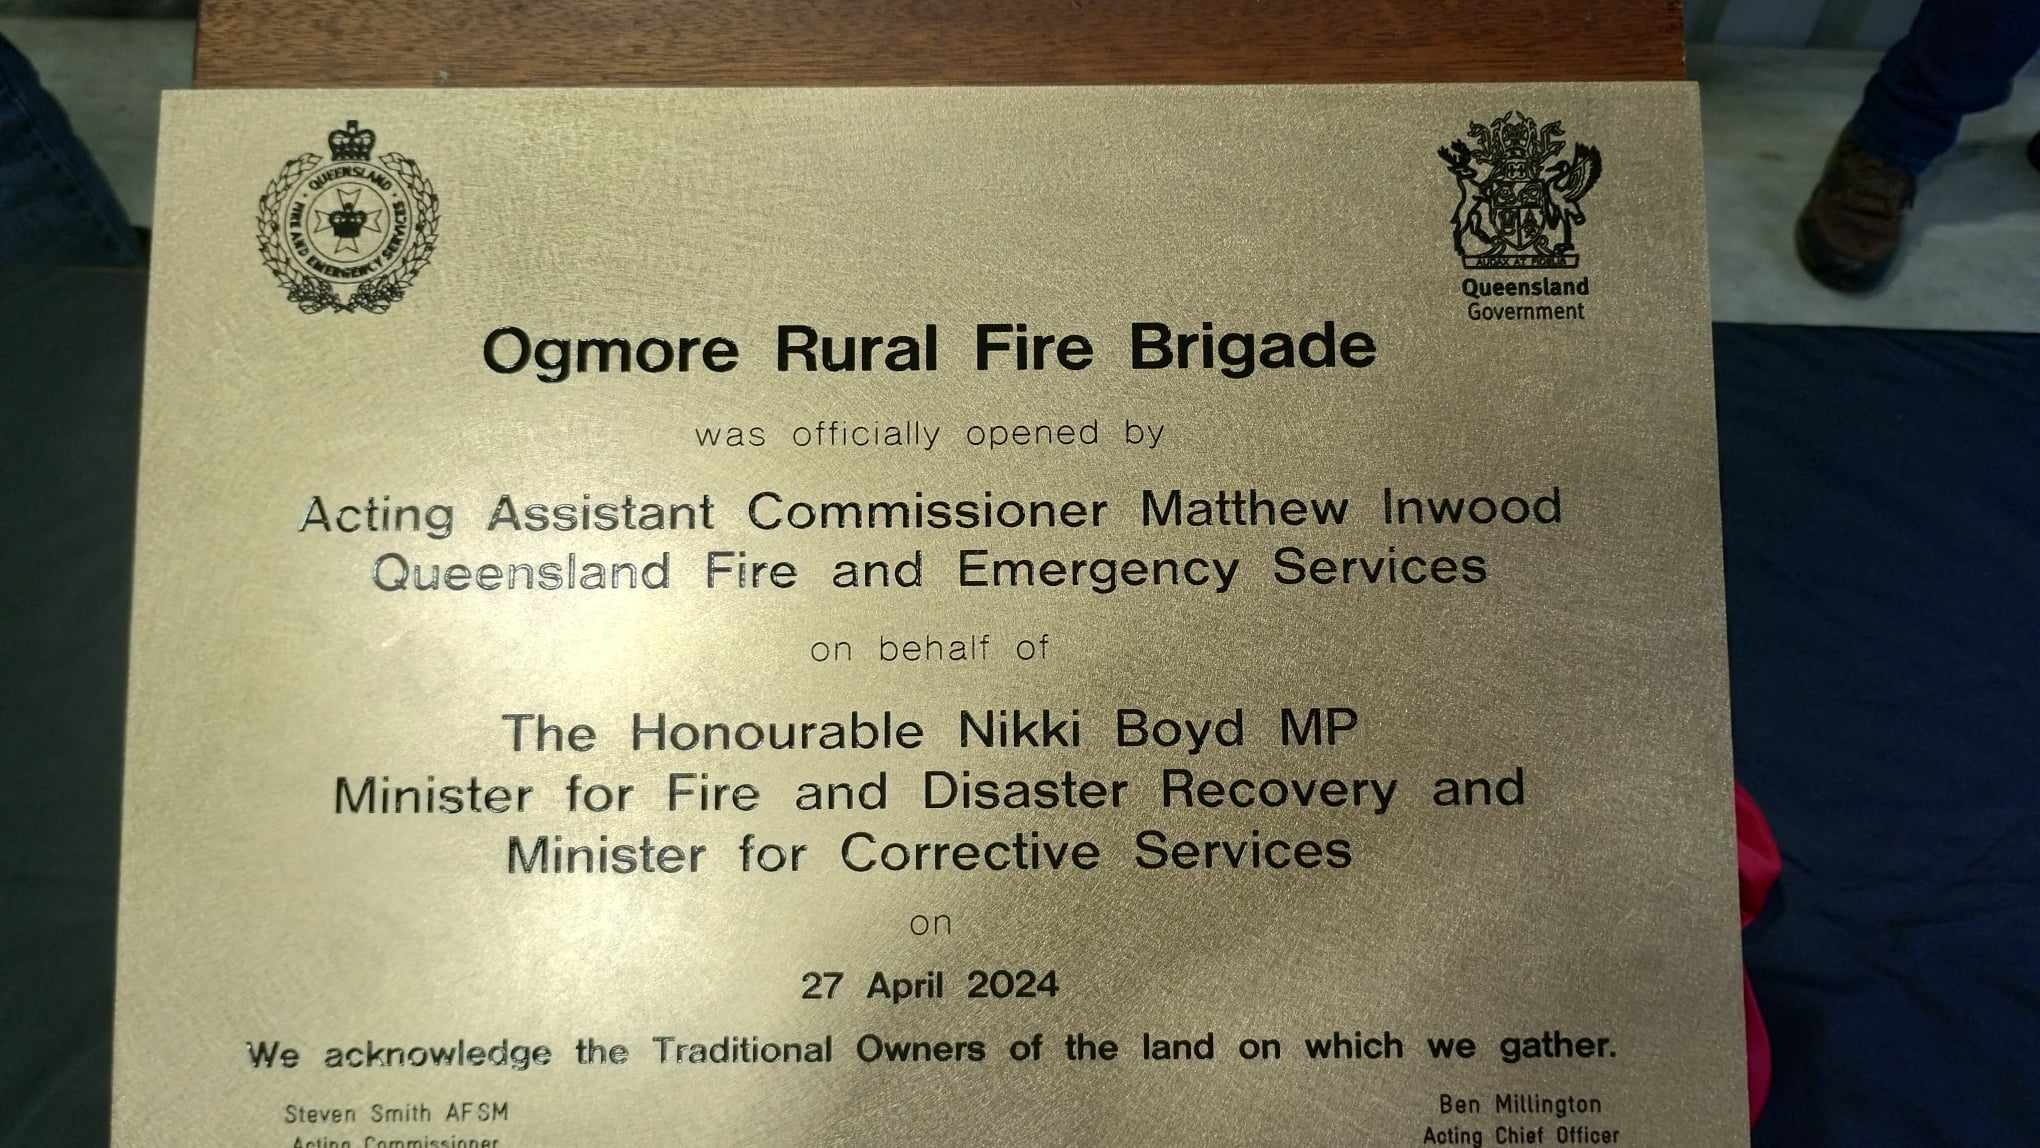 QUEENSLAND
FIRE AND EMERGENCY SERVICES
AUDAX AT FIDELIS
Queensland
Government
Ogmore Rural Fire Brigade
was officially opened by
Acting Assistant Commissioner Matthew Inwood
Queensland Fire and Emergency Services
on behalf of
The Honourable Nikki Boyd MP
Minister for Fire and Disaster Recovery and
Minister for Corrective Services
on
27 April 2024
We acknowledge the Traditional Owners of the land on which we gather.
Steven Smith AFSM
Acting Commissioner
Ben Millington
Acting Chief Officer